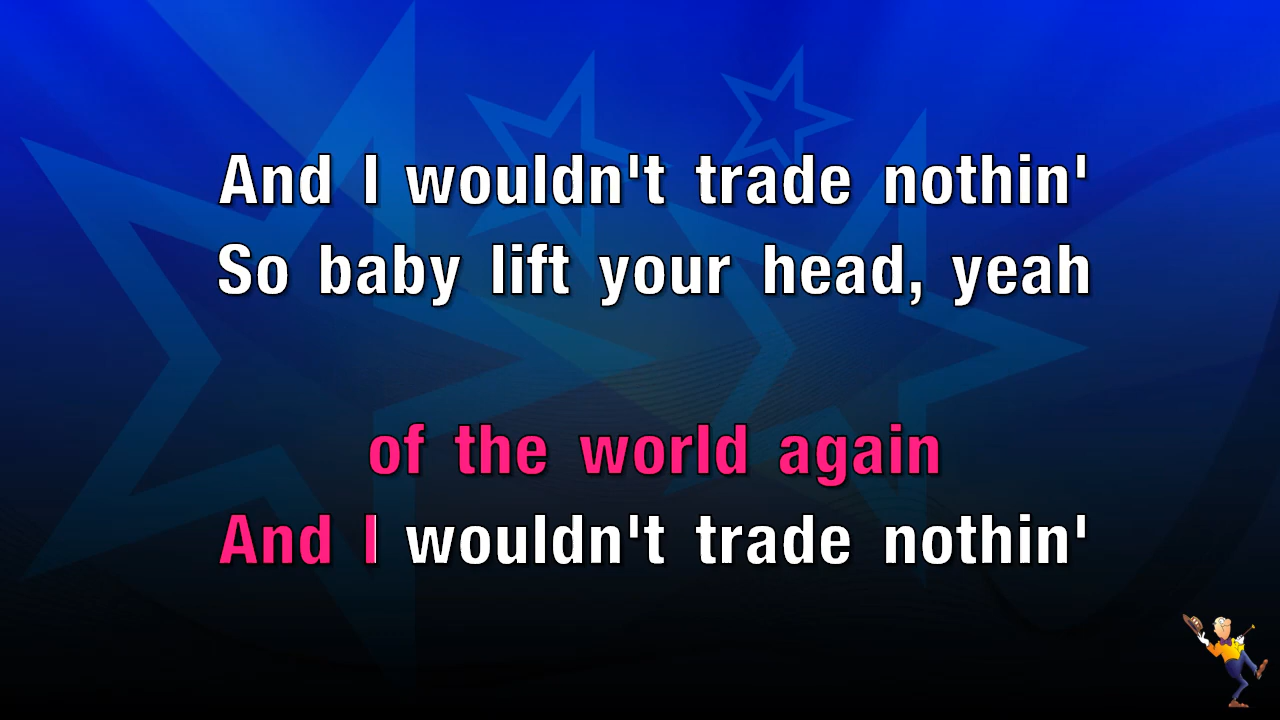 And I wouldn't trade nothin'
So baby lift your head, yeah
of the world again
And I wouldn't trade nothin'